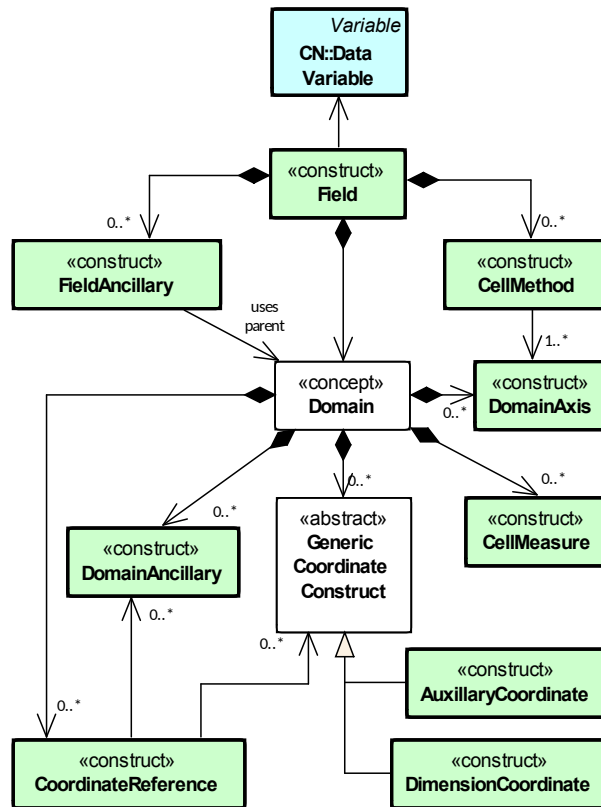 Variable
CN::Data
Variable
«construct»
Field
0..*
0..*
«construct»
FieldAncillary
«construct»
CellMethod
uses
parent
1..*
«concept»
Domain
0..*
«construct»
DomainAxis
0..*
0..*
0..*
«construct»
DomainAncillary
«abstract»
Generic
Coordinate
Construct
«construct»
CellMeasure
0..*
0..*
0..*
«construct»
AuxillaryCoordinate
«construct»
CoordinateReference
«construct»
DimensionCoordinate